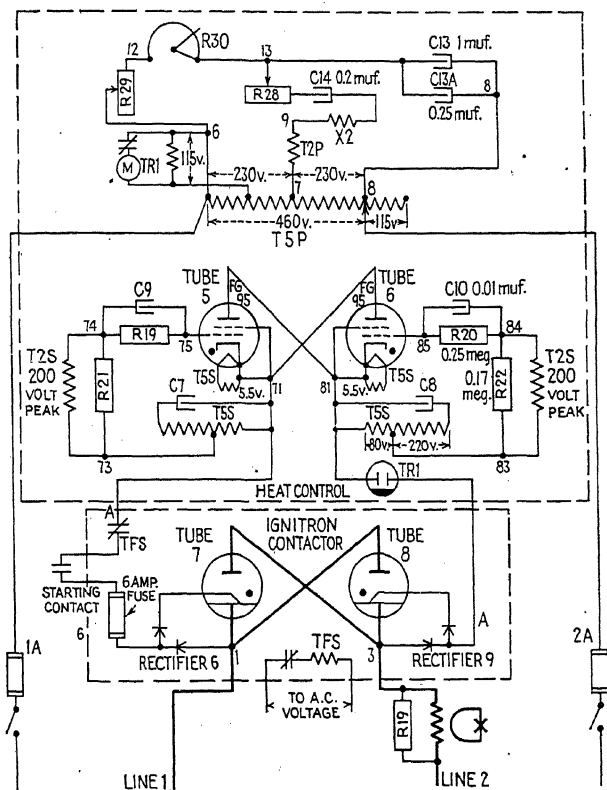 12
R30
13
C13 1 muf.
R29
R28
C14 0.2 muf.
C13A
8
0.25 muf.
9
X2
6
T2P
M
TR1
115v.
230v.
230v.
7
8
460v.
115v
T5P
TUBE
5
FG
95
FG
95
TUBE
6
C9
C10 0.01 muf.
74
R19
75
85
R20
84
0.25 meg.
T2S
200
VOLT
PEAK
R21
T5S
5.5v.
71
81
T5S
5.5v.
0.17
meg.
R22
T2S
200
VOLT
PEAK
C7
C8
T5S
T5S
80v.
220v.
73
83
TR1
HEAT CONTROL
A
TFS
IGNITRON
CONTACTOR
TUBE
7
TUBE
8
STARTING
CONTACT
6 AMP.
FUSE
6
A
1A
2A
RECTIFIER 6
1
TFS
3
RECTIFIER 9
TO A.C.
VOLTAGE
R19
LINE 1
LINE 2